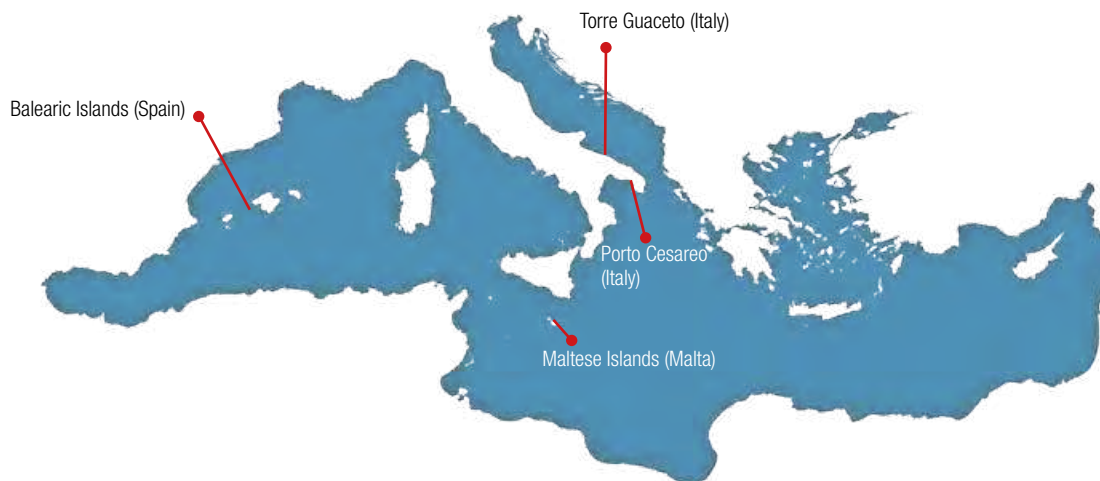 Torre Guaceto (Italy)
Balearic Islands (Spain)
Porto Cesareo
(Italy)
Maltese Islands (Malta)